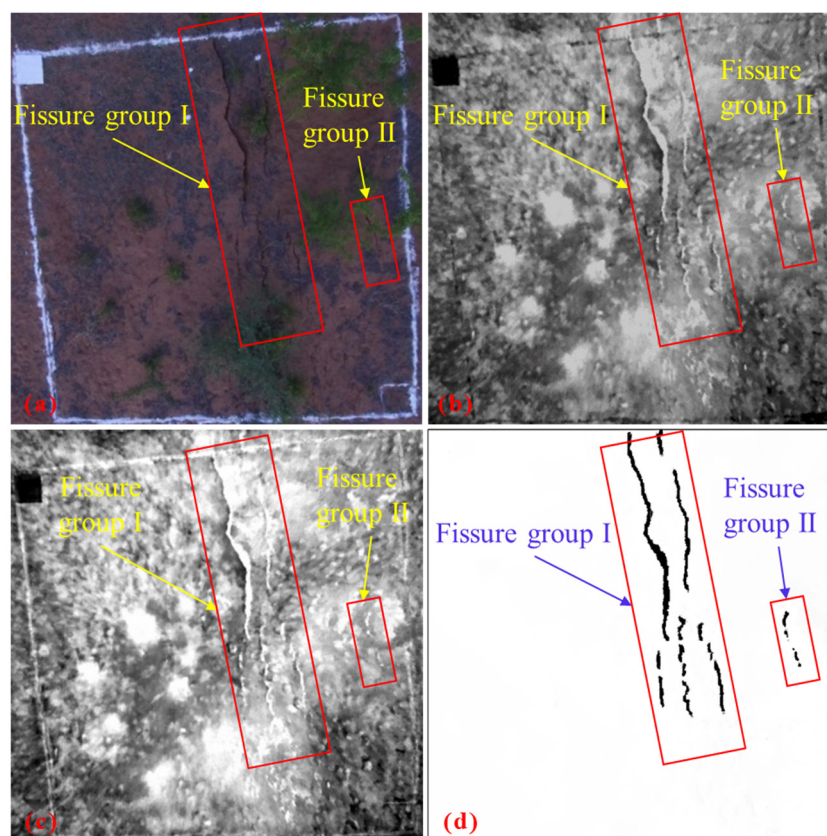 Fissure group I
Fissure
group II
(a)
Fissure group I
Fissure
group II
(b)
Fissure
group I
Fissure
group II
(c)
Fissure group I
Fissure
group II
(d)